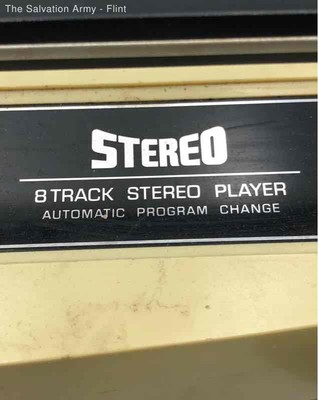 The Salvation Army - Flint
STEREO
8 TRACK STEREO PLAYER
AUTOMATIC PROGRAM CHANGE